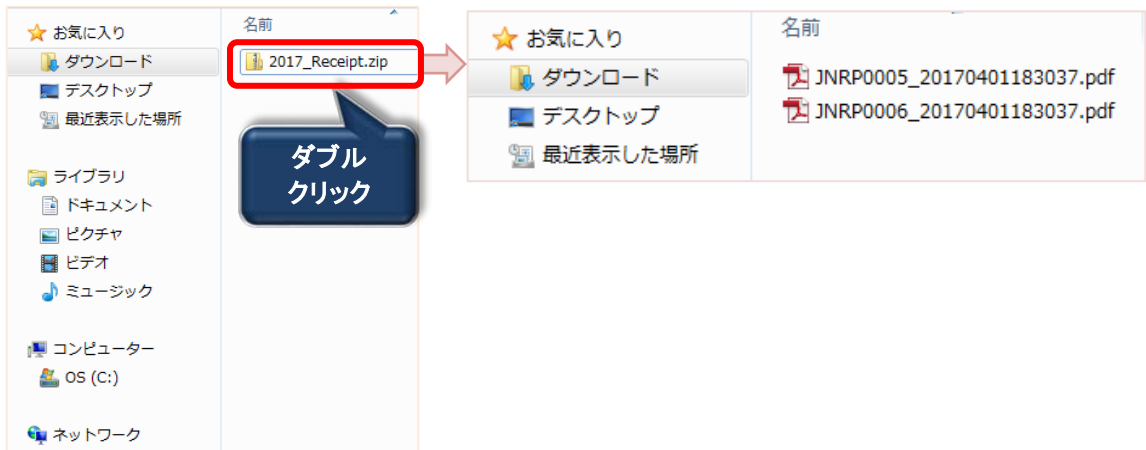 お気に入り
ダウンロード
デスクトップ
最近表示した場所
ライブラリ
ドキュメント
ピクチャ
ビデオ
ミュージック
コンピューター
OS (C:)
ネットワーク
名前
2017_Receipt.zip
ダブル
クリック
お気に入り
ダウンロード
デスクトップ
最近表示した場所
名前
JNRP0005_20170401183037.pdf
JNRP0006_20170401183037.pdf